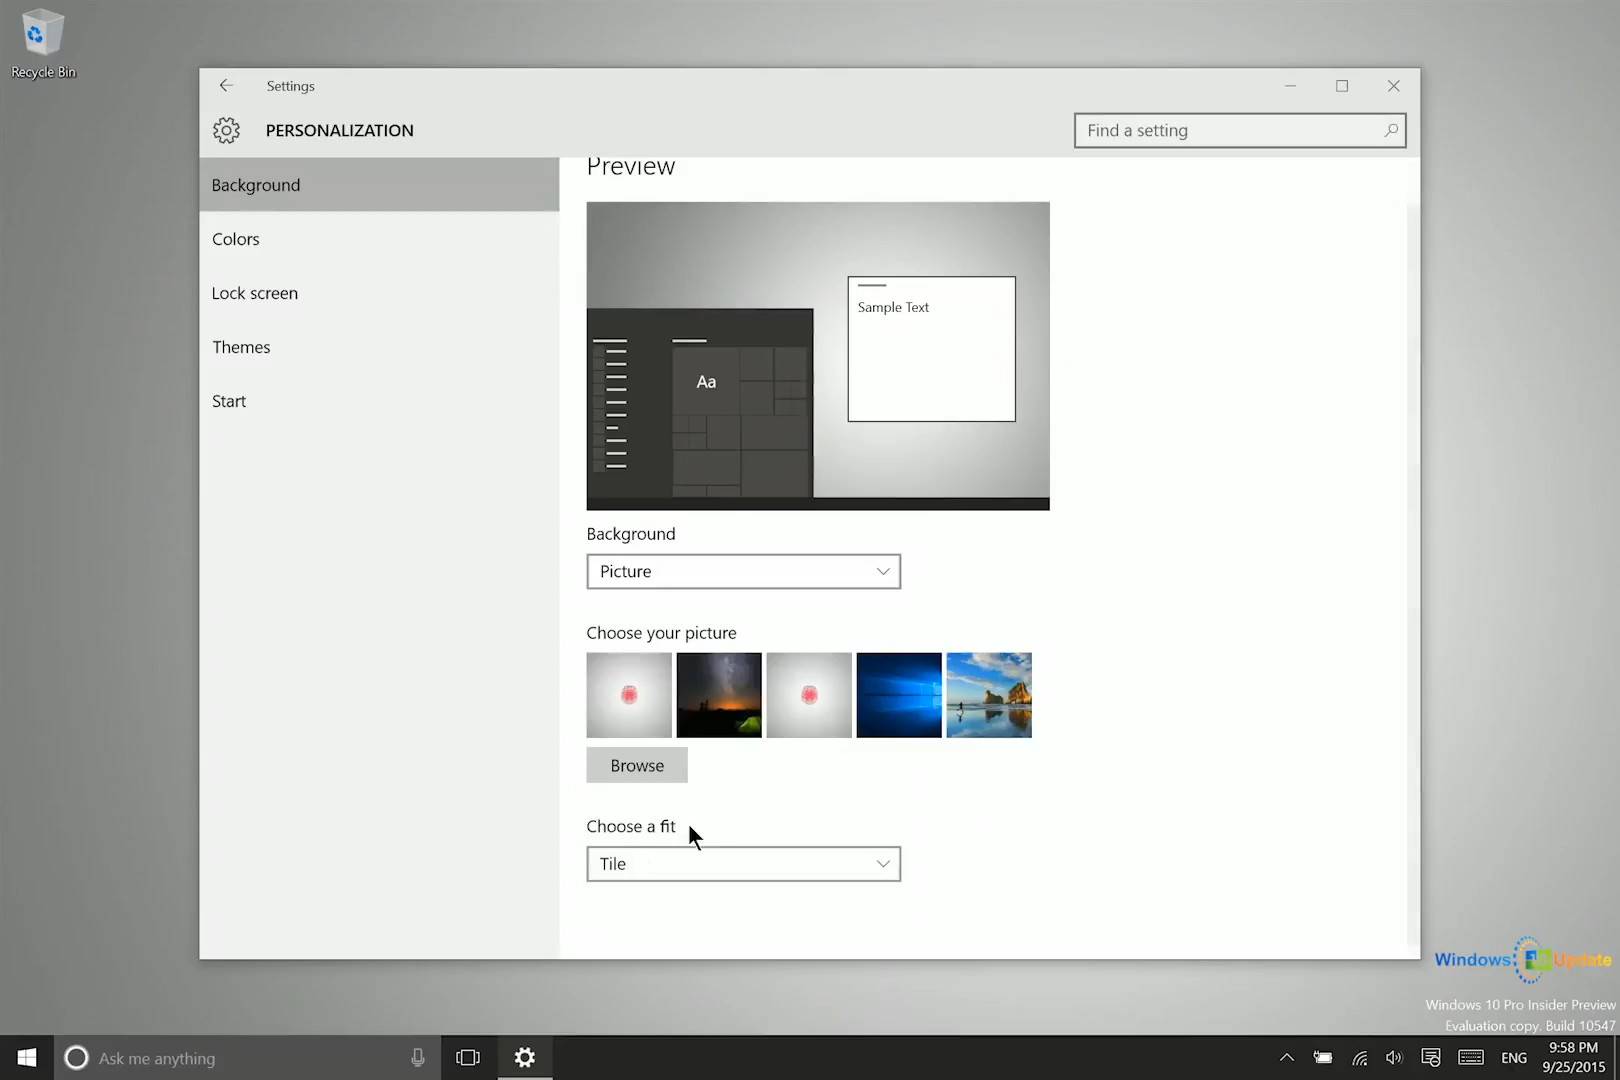 Recycle Bin
Settings
PERSONALIZATION
Find a setting
Background
Colors
Lock screen
Themes
Start
Preview
Sample Text
Aa
Background
Picture
Choose your picture
Browse
Choose a fit
Tile
Windows 10 Update
Windows 10 Pro Insider Preview
Evaluation copy. Build 10547
Ask me anything
ENG
9:58 PM
9/25/2015